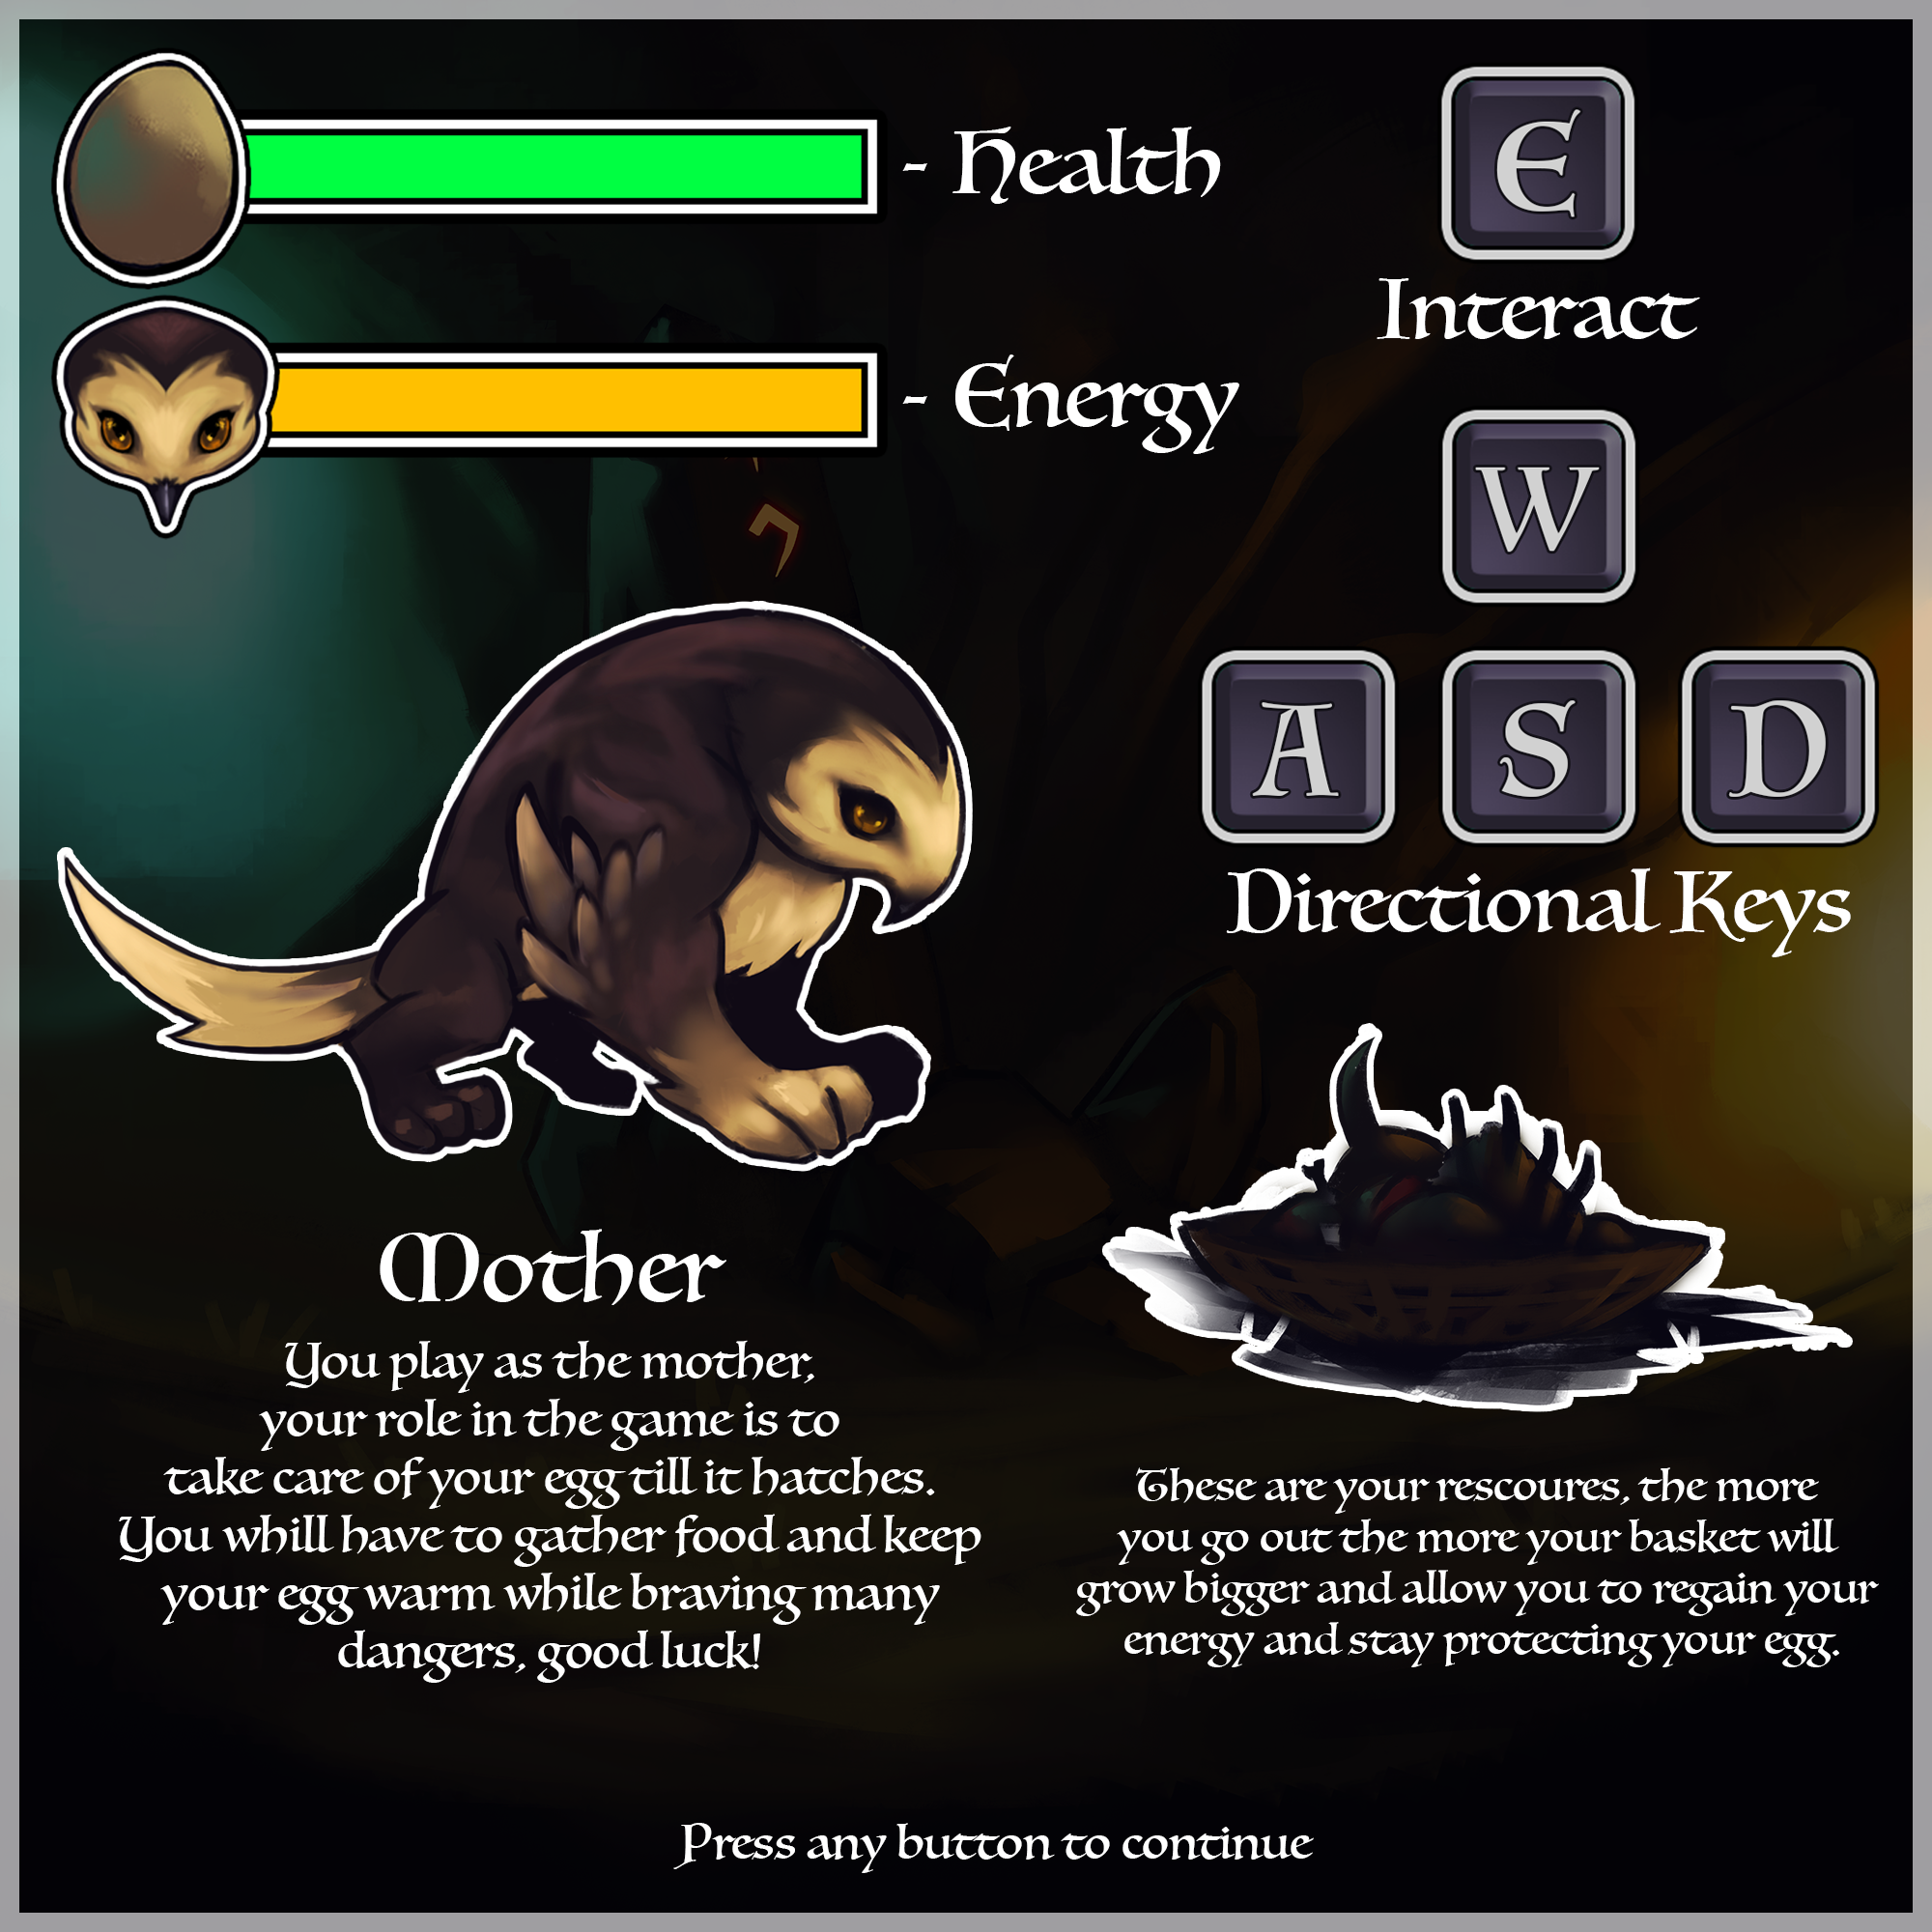 - Health
- Energy
E
Interact
W
A S D
Directional Keys
Mother
You play as the mother,
your role in the game is to
take care of your egg till it hatches.
You whill have to gather food and keep
your egg warm while braving many
dangers, good luck!
These are your rescoures, the more
you go out the more your basket will
grow bigger and allow you to regain your
energy and stay protecting your egg.
Press any button to continue